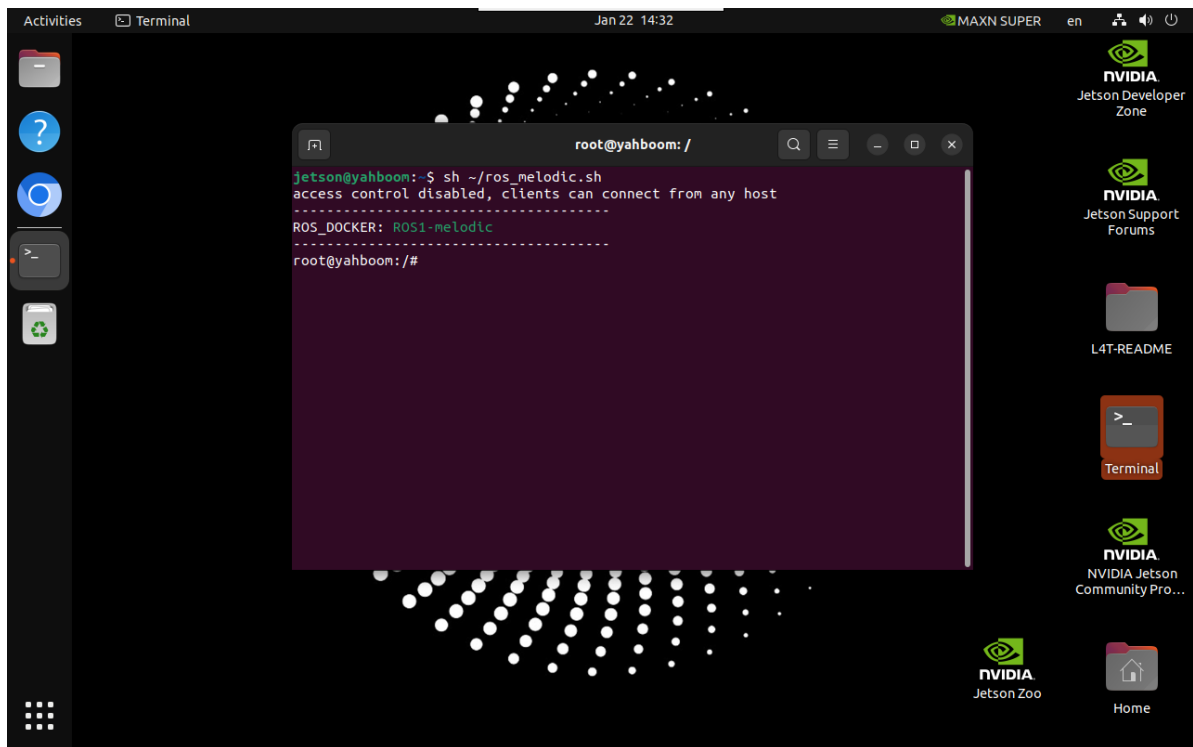 Activities
Terminal
Jan 22 14:32
MAXN SUPER
en
NVIDIA.
Jetson Developer
Zone
root@yahboom: /
jetson@yahboom:~$ sh ~/ros_melodic.sh
access control disabled, clients can connect from any host
--------------------------------------
ROS_DOCKER: ROS1-melodic
--------------------------------------
root@yahboom:/#
NVIDIA.
Jetson Support
Forums
L4T-README
>_
Terminal
NVIDIA.
NVIDIA Jetson
Community Pro...
NVIDIA.
Jetson Zoo
Home